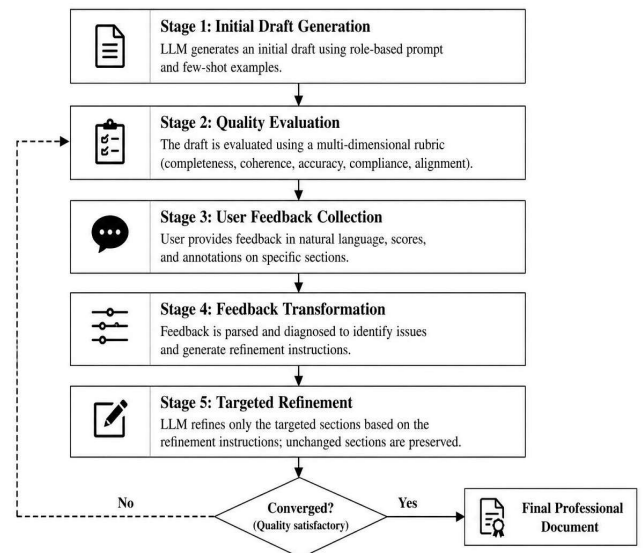 Stage 1: Initial Draft Generation
LLM generates an initial draft using role-based prompt
and few-shot examples.
Stage 2: Quality Evaluation
The draft is evaluated using a multi-dimensional rubric
(completeness, coherence, accuracy, compliance, alignment).
Stage 3: User Feedback Collection
User provides feedback in natural language, scores,
and annotations on specific sections.
Stage 4: Feedback Transformation
Feedback is parsed and diagnosed to identify issues
and generate refinement instructions.
Stage 5: Targeted Refinement
LLM refines only the targeted sections based on the
refinement instructions; unchanged sections are preserved.
No
Converged?
(Quality satisfactory)
Yes
Final Professional
Document